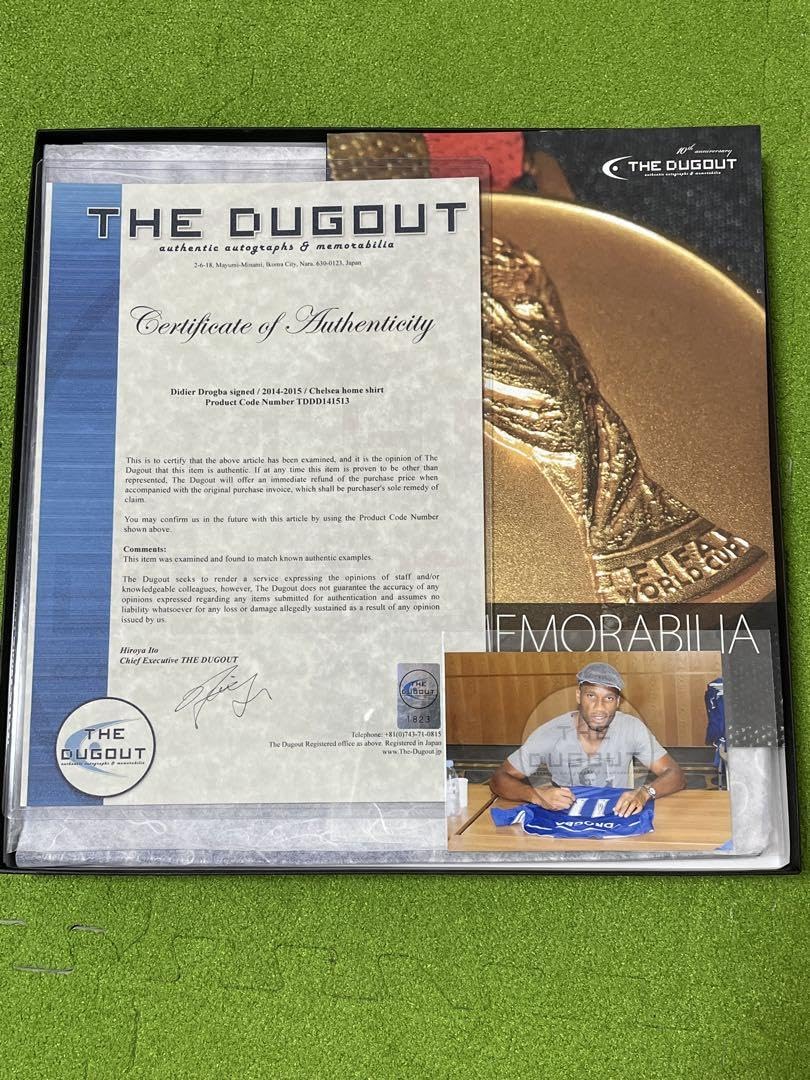 10th anniversary
THE DUGOUT
authentic autographs & memorabilia
THE DUGOUT
authentic autographs & memorabilia
2-6-18, Mayumi-Minami, Ikoma City, Nara. 630-0123, Japan
Certificate of Authenticity
Didier Drogba signed / 2014-2015 / Chelsea home shirt
Product Code Number TDDD141513
This is to certify that the above article has been examined, and it is the opinion of The
Dugout that this item is authentic. If at any time this item is proven to be other than
represented, The Dugout will offer an immediate refund of the purchase price when
accompanied with the original purchase invoice, which shall be purchaser's sole remedy of
claim.
You may confirm us in the future with this article by using the Product Code Number
shown above.
Comments:
This item was examined and found to match known authentic examples.
The Dugout seeks to render a service expressing the opinions of staff and/or
knowledgeable colleagues, however, The Dugout does not guarantee the accuracy of any
opinions expressed regarding any items submitted for authentication and assumes no
liability whatsoever for any loss or damage allegedly sustained as a result of any opinion
issued by us.
Hiroya Ito
Chief Executive THE DUGOUT
THE
DUGOUT
authentic autographs & memorabilia
THE
DUGOUT
1823
Telephone: +81(0)743-71-0815
The Dugout Registered office as above. Registered in Japan
www.The-Dugout.jp
FIFA
WORLD CUP
MEMORABILIA
THE
DUGOUT
DROGBA
11